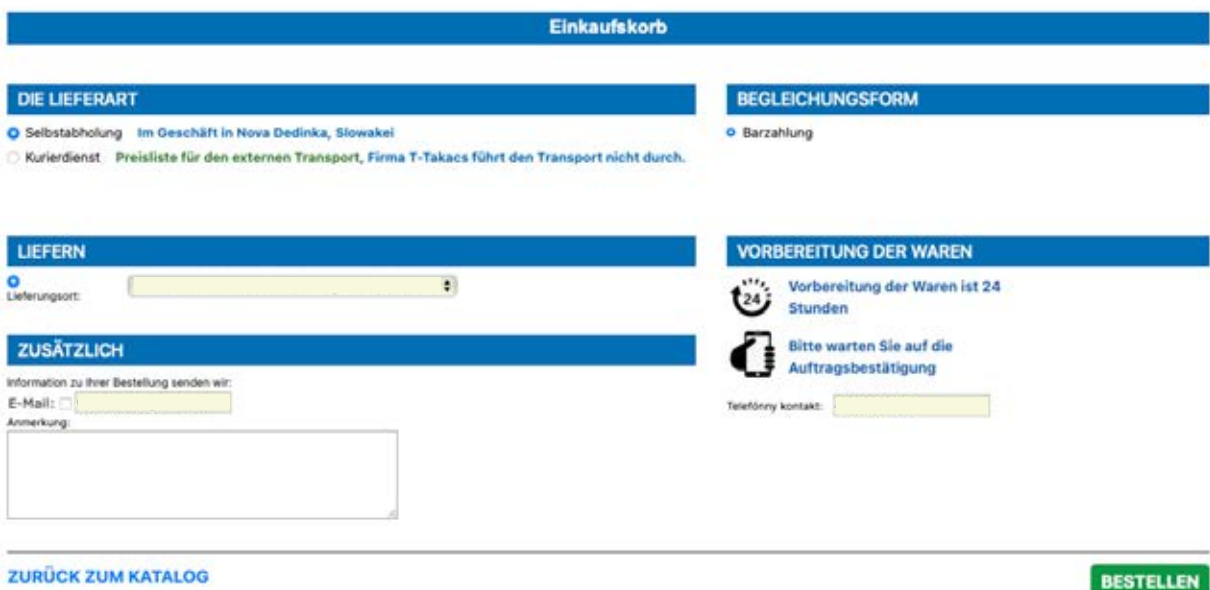 Einkaufskorb
DIE LIEFERART
Selbstabholung Im Geschäft in Nova Dedinka, Slowakei
Kurierdienst Preisliste für den externen Transport, Firma T-Takacs führt den Transport nicht durch.
BEGLEICHUNGSFORM
Barzahlung
LIEFERN
Lieferungsort:
ZUSÄTZLICH
Information zu Ihrer Bestellung senden wir:
E-Mail:
Anmerkung:
VORBEREITUNG DER WAREN
24
Vorbereitung der Waren ist 24
Stunden
Bitte warten Sie auf die
Auftragsbestätigung
Telefónny kontakt:
ZURÜCK ZUM KATALOG
BESTELLEN